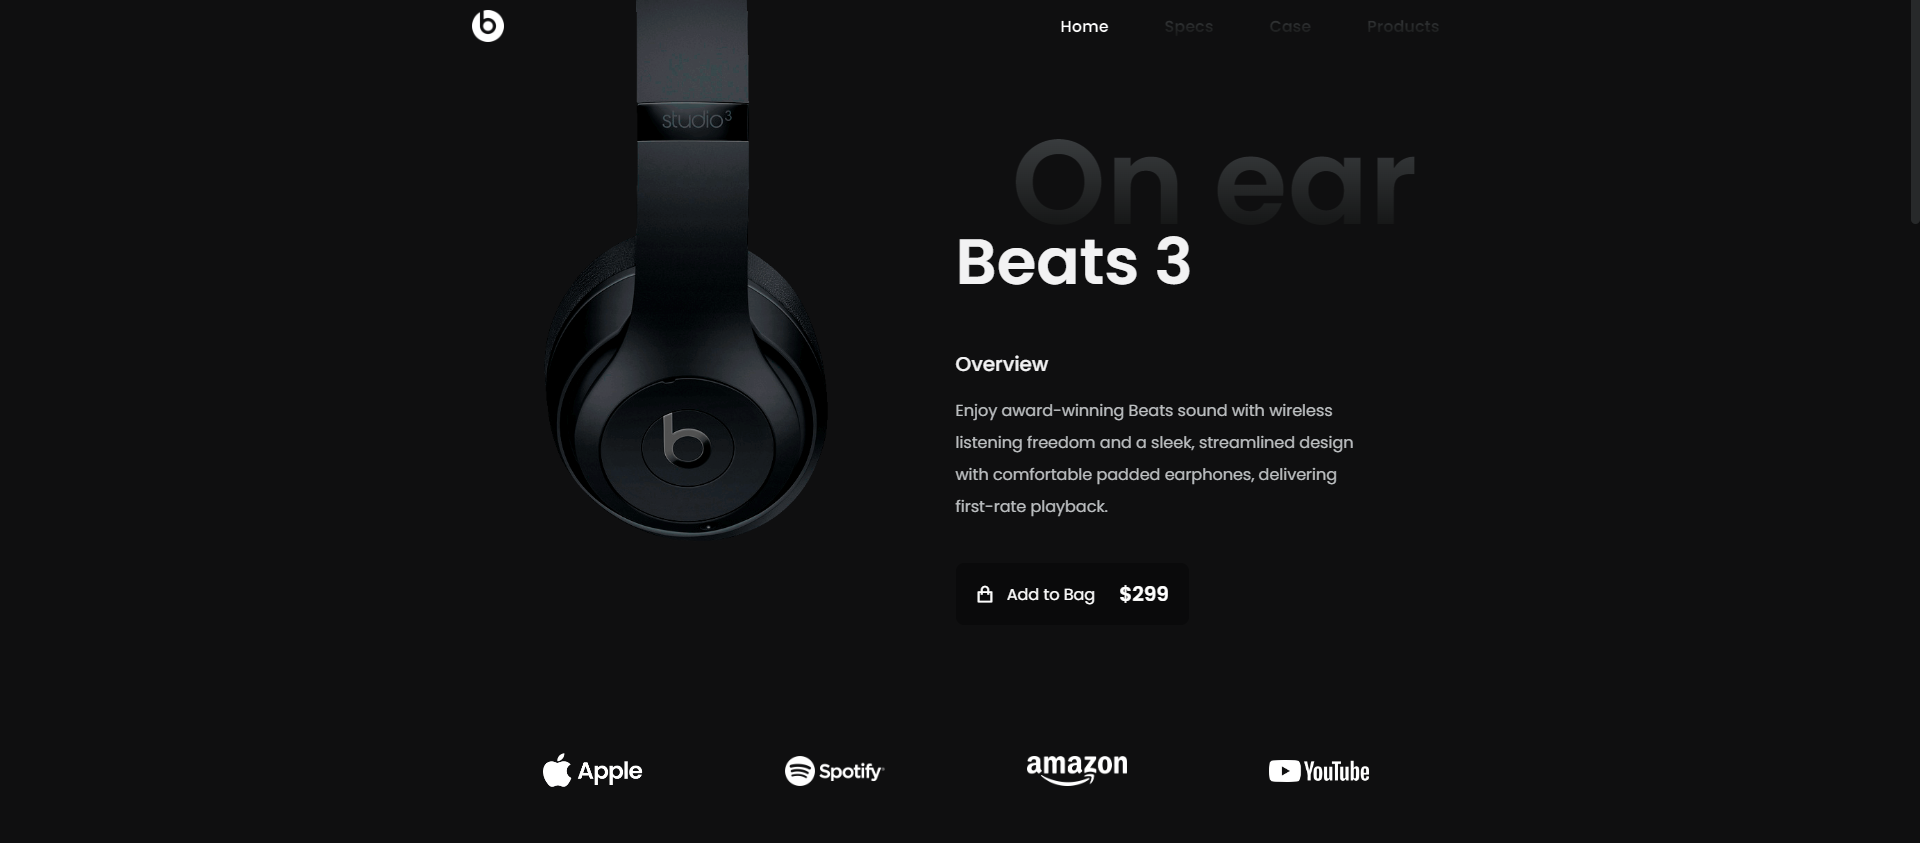 Home Specs Case Products
studio3
On ear
Beats 3
Overview
Enjoy award-winning Beats sound with wireless
listening freedom and a sleek, streamlined design
with comfortable padded earphones, delivering
first-rate playback.
Add to Bag $299
Apple Spotify amazon YouTube